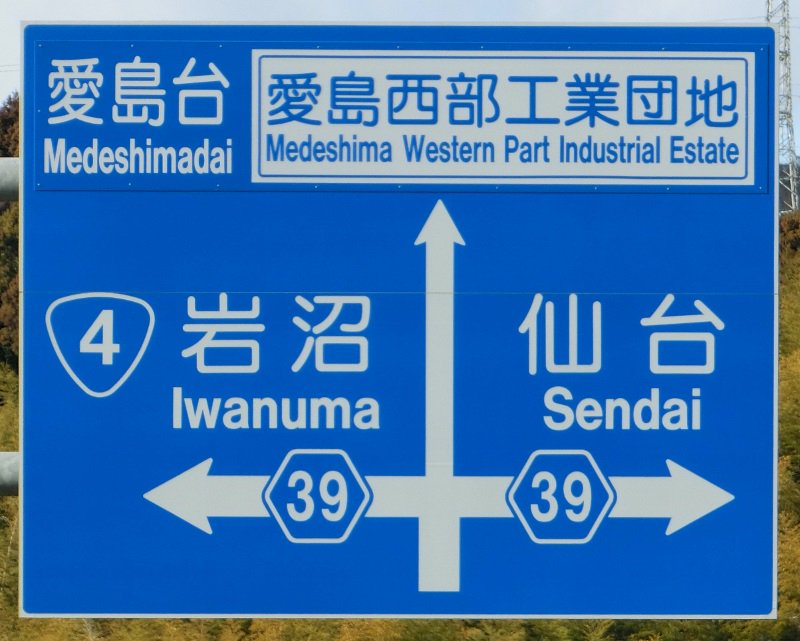 愛島台
Medeshimadai
愛島西部工業団地
Medeshima Western Part Industrial Estate
4
岩沼
Iwanuma
仙台
Sendai
39
39